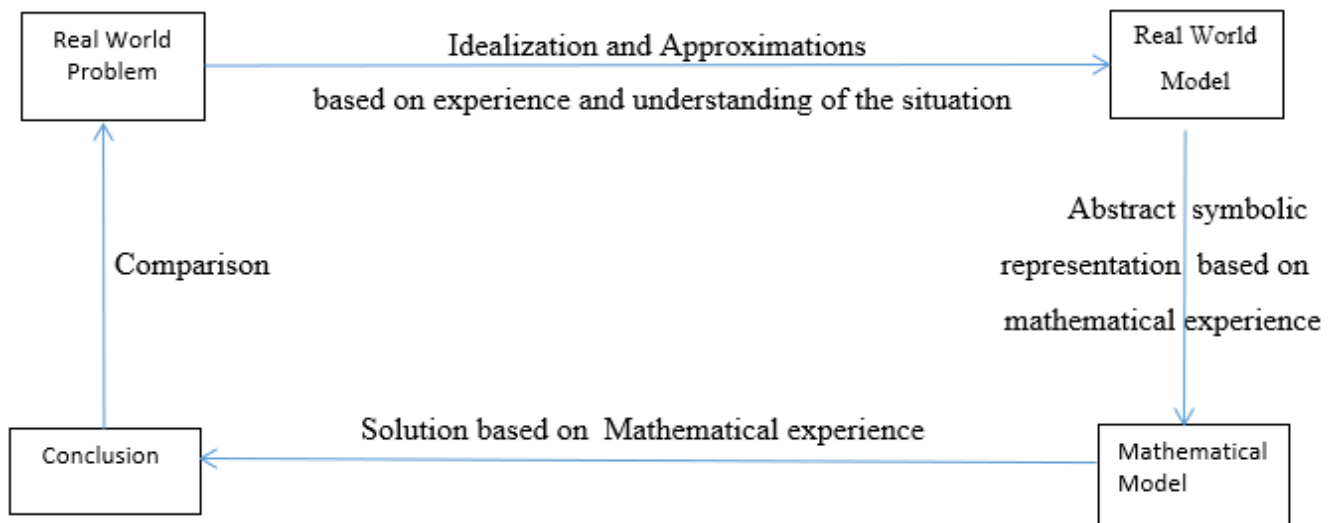 Real World
Problem
Idealization and Approximations
based on experience and understanding of the situation
Real World
Model
Abstract symbolic
representation based on
mathematical experience
Comparison
Solution based on Mathematical experience
Conclusion
Mathematical
Model